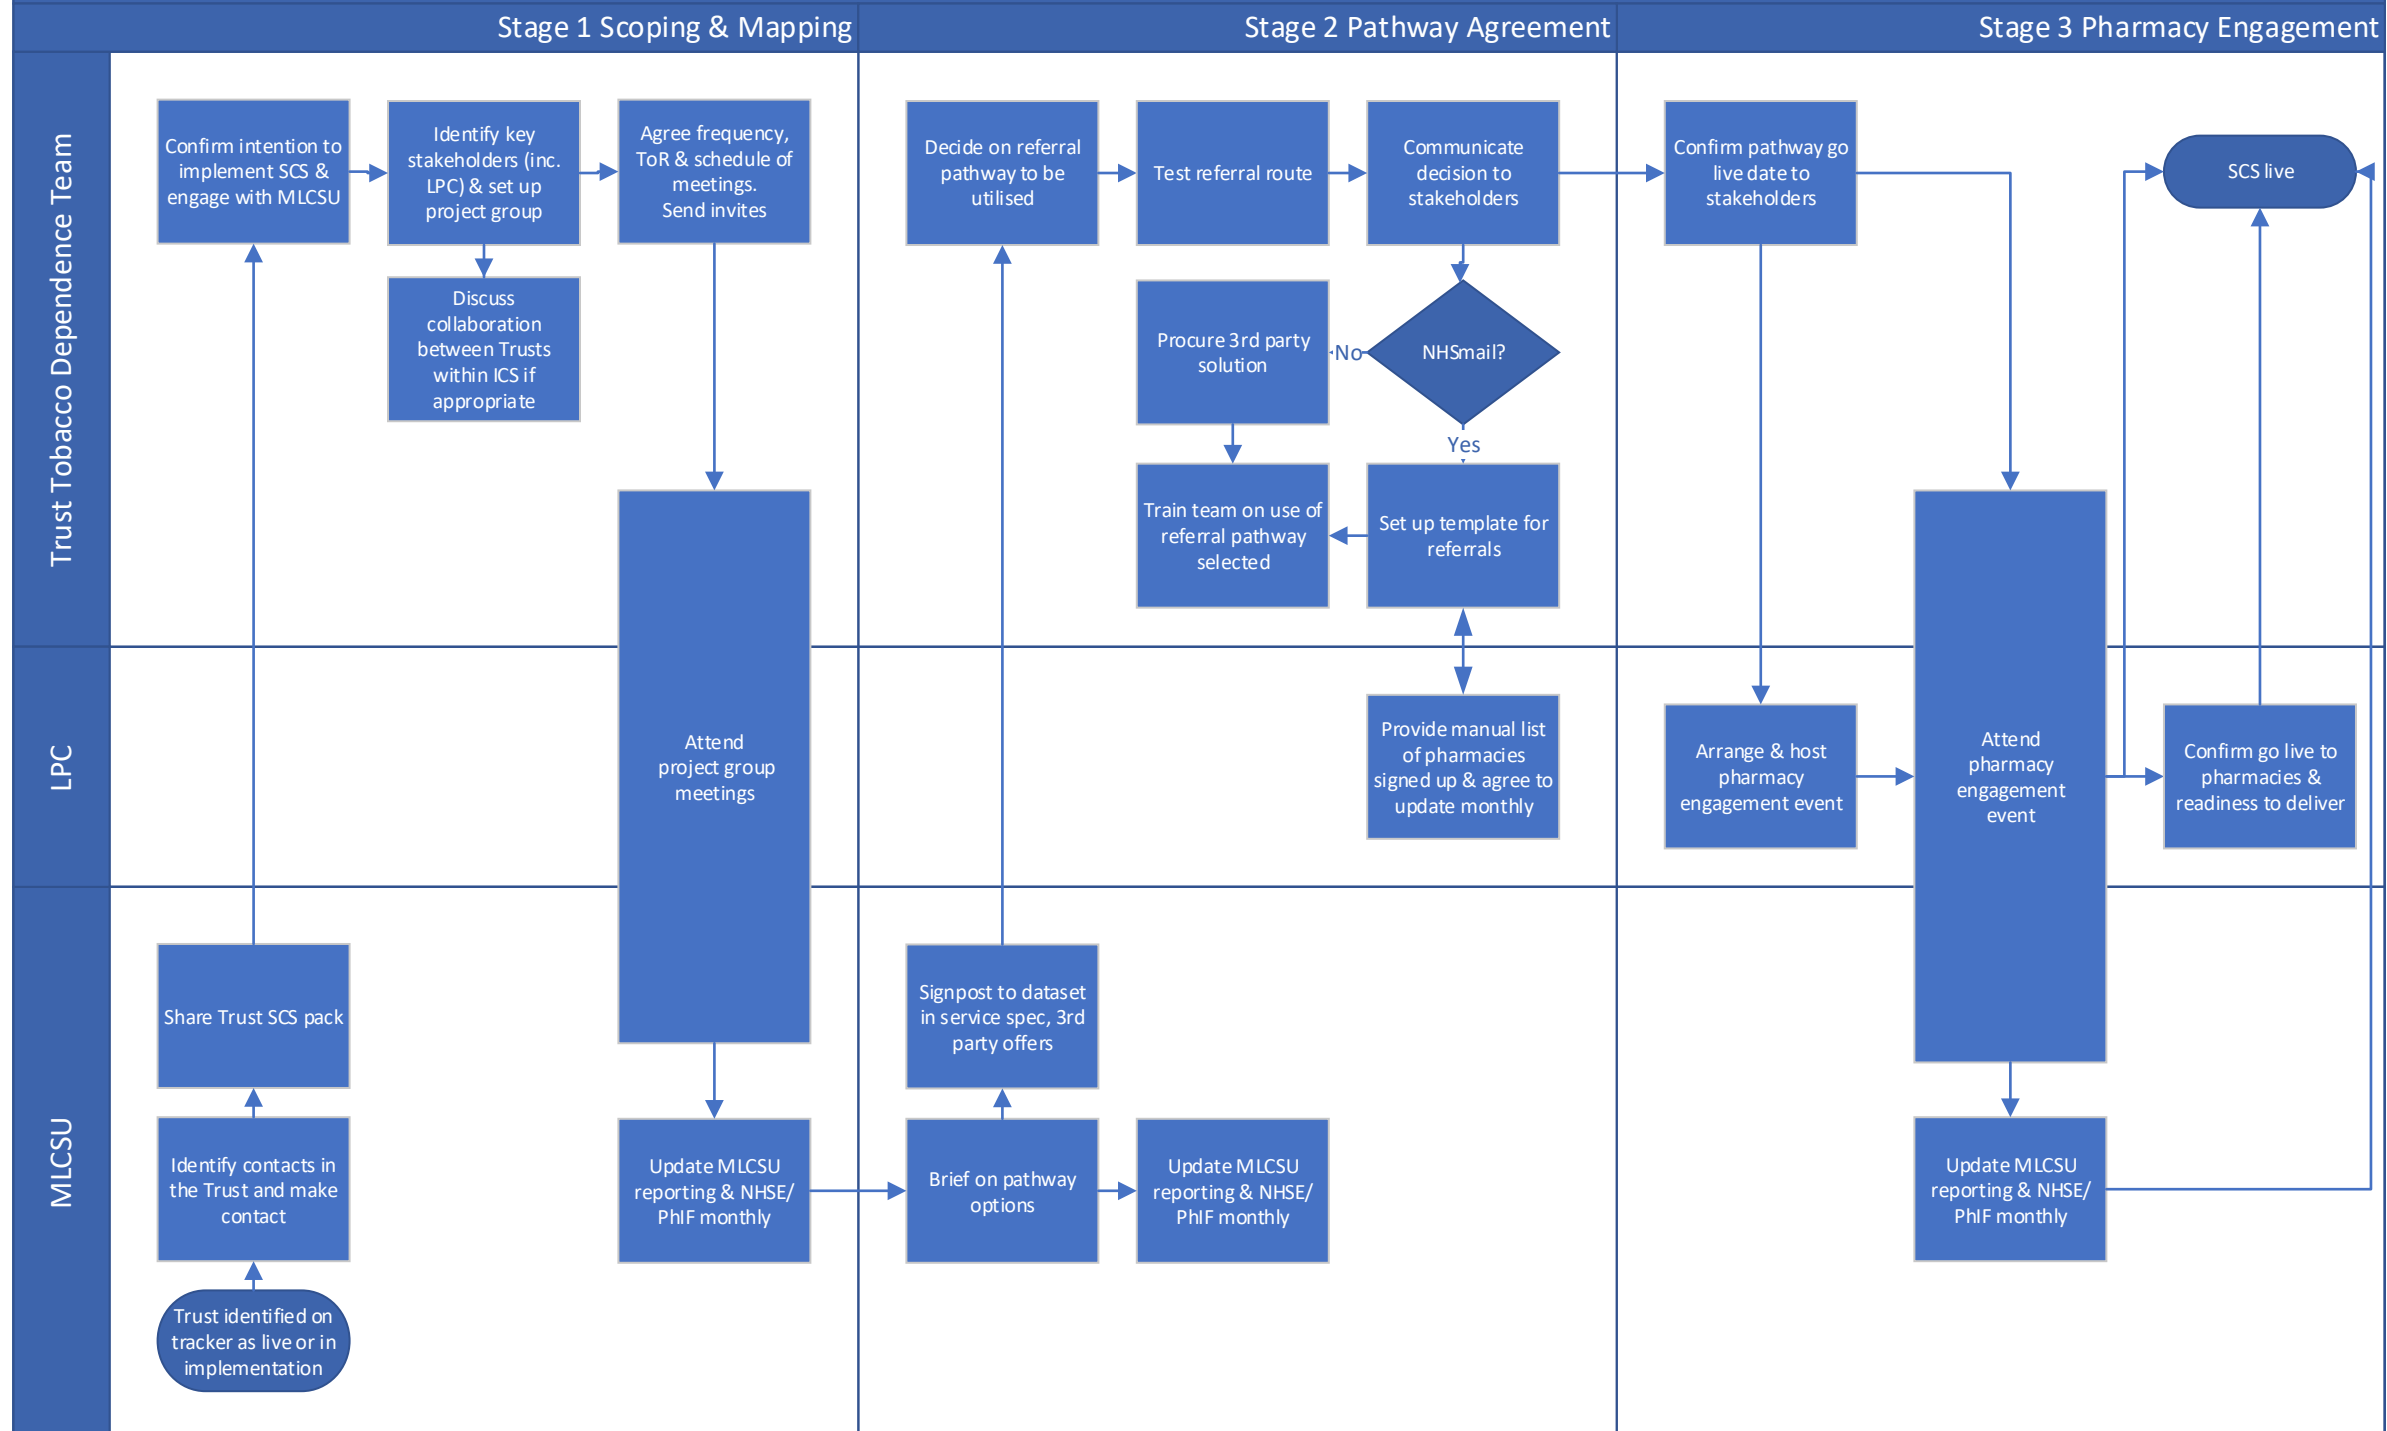 Stage 1 Scoping & Mapping
Stage 2 Pathway Agreement
Stage 3 Pharmacy Engagement
Trust Tobacco Dependence Team
Confirm intention to
implement SCS &
engage with MLCSU
Identify key
stakeholders (inc.
LPC) & set up
project group
Agree frequency,
ToR & schedule of
meetings.
Send invites
Discuss
collaboration
between Trusts
within ICS if
appropriate
Decide on referral
pathway to be
utilised
Test referral route
Communicate
decision to
stakeholders
Procure 3rd party
solution
No
NHSmail?
Yes
Train team on use of
referral pathway
selected
Set up template for
referrals
Confirm pathway go
live date to
stakeholders
SCS live
LPC
Attend
project group
meetings
Provide manual list
of pharmacies
signed up & agree to
update monthly
Arrange & host
pharmacy
engagement event
Attend
pharmacy
engagement
event
Confirm go live to
pharmacies &
readiness to deliver
MLCSU
Share Trust SCS pack
Identify contacts in
the Trust and make
contact
Trust identified on
tracker as live or in
implementation
Update MLCSU
reporting & NHSE/
PhIF monthly
Signpost to dataset
in service spec, 3rd
party offers
Brief on pathway
options
Update MLCSU
reporting & NHSE/
PhIF monthly
Update MLCSU
reporting & NHSE/
PhIF monthly